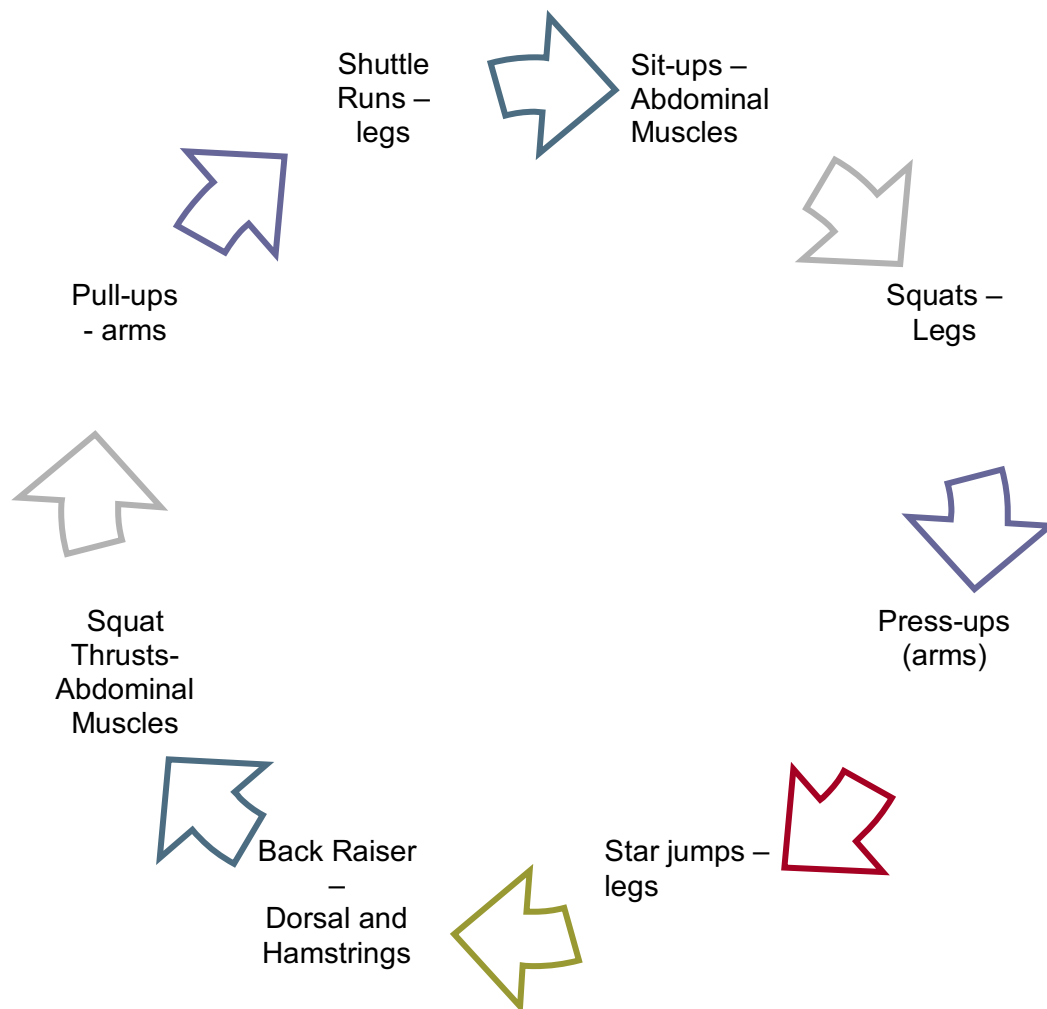 Shuttle
Runs –
legs
Sit-ups –
Abdominal
Muscles
Squats –
Legs
Press-ups
(arms)
Star jumps –
legs
Back Raiser
–
Dorsal and
Hamstrings
Squat
Thrusts-
Abdominal
Muscles
Pull-ups
- arms